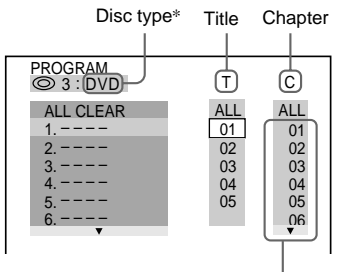 Disc type* Title Chapter
PROGRAM
3 : DVD T C
ALL CLEAR ALL ALL
1. – – – – 01 01
2. – – – – 02 02
3. – – – – 03 03
4. – – – – 04 04
5. – – – – 05 05
6. – – – – 06